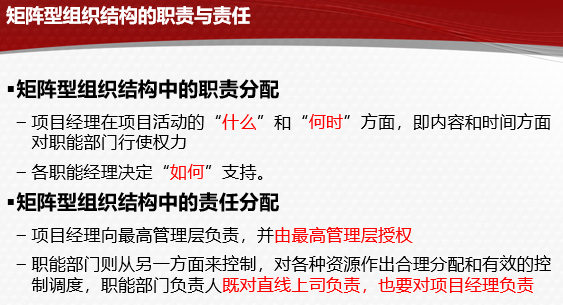 矩阵型组织结构的职责与责任
▪矩阵型组织结构中的职责分配
– 项目经理在项目活动的“什么”和“何时”方面，即内容和时间方面
对职能部门行使权力
– 各职能经理决定“如何”支持。
▪矩阵型组织结构中的责任分配
– 项目经理向最高管理层负责，并由最高管理层授权
– 职能部门则从另一方面来控制，对各种资源作出合理分配和有效的控
制调度，职能部门负责人既对直线上司负责，也要对项目经理负责